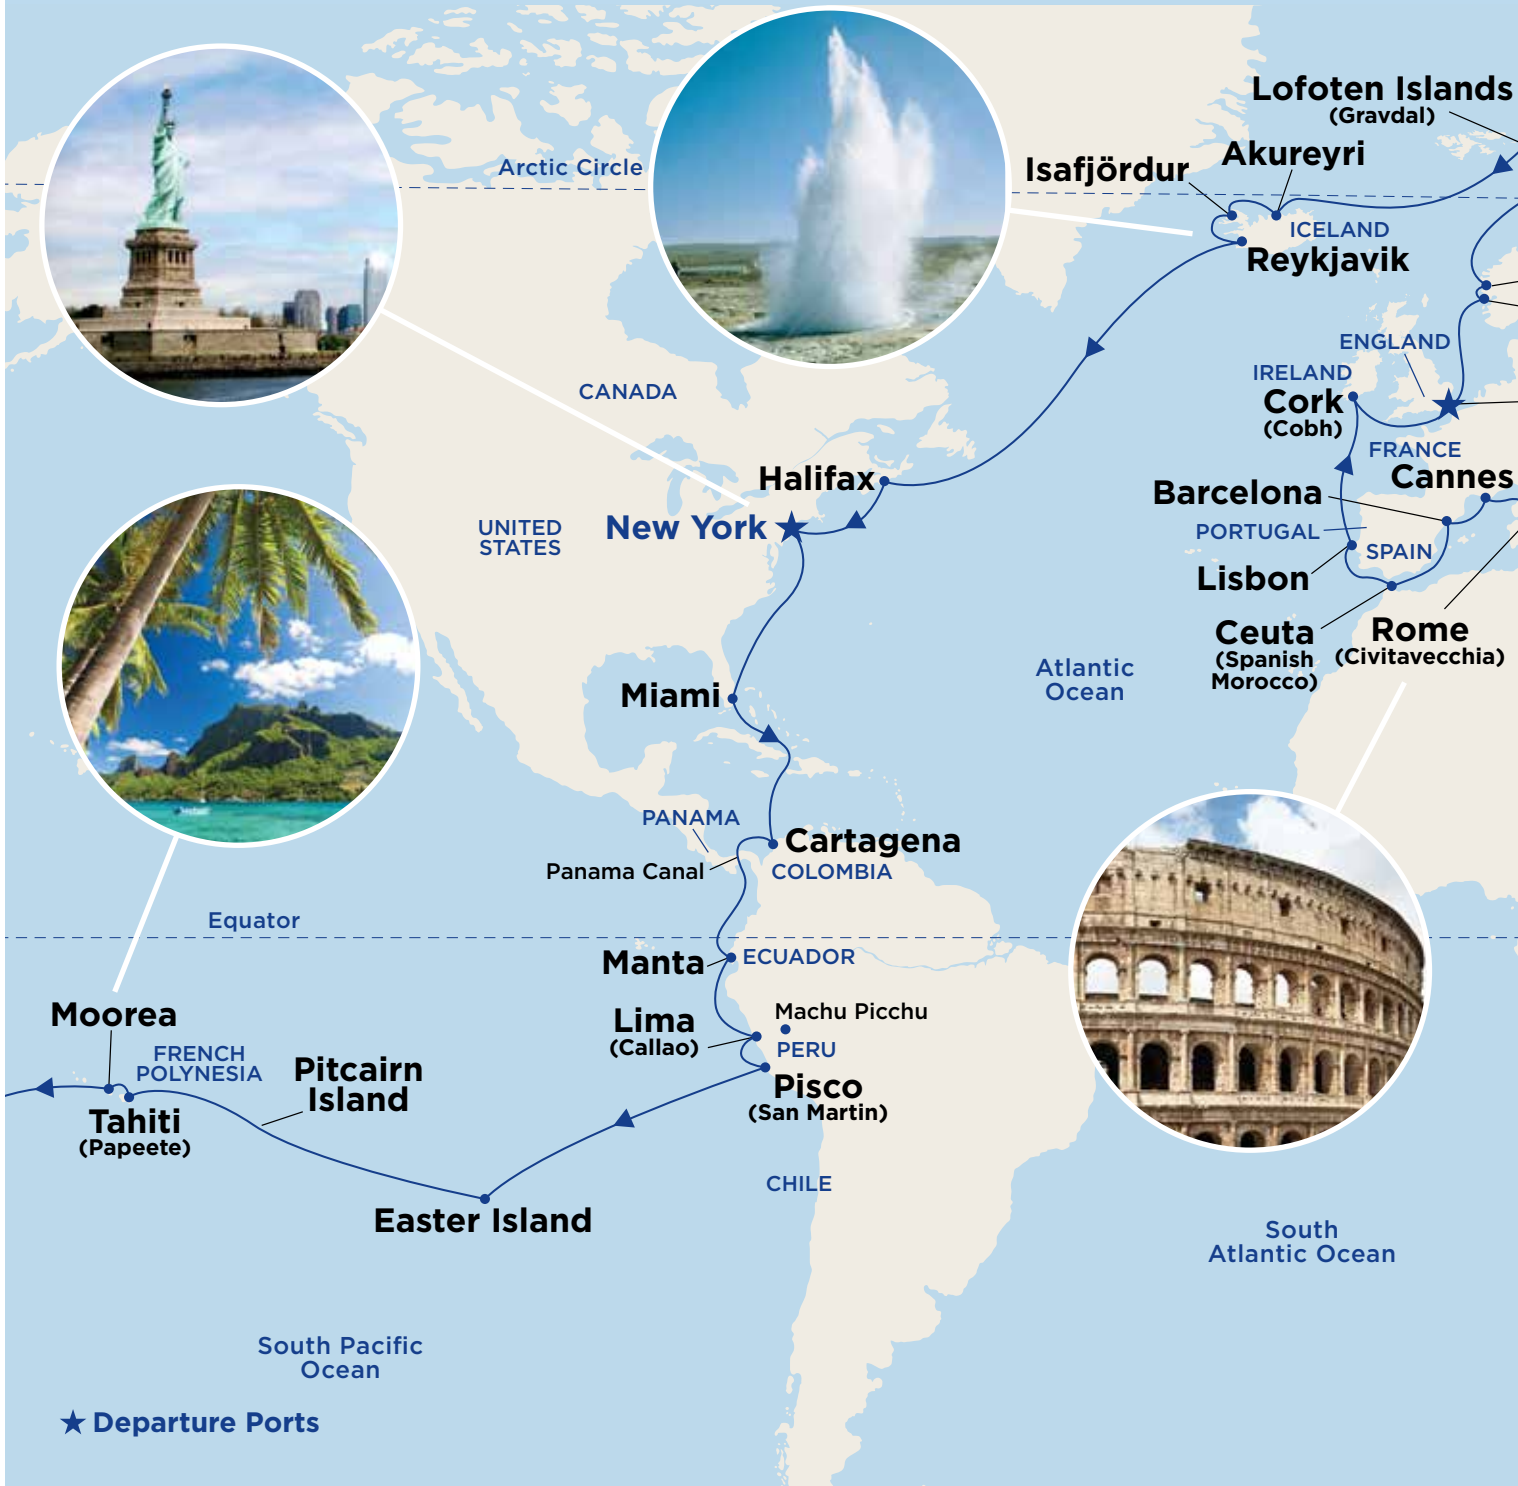 Lofoten Islands
(Gravdal)
Arctic Circle
Isafjördur
Akureyri
ICELAND
Reykjavik
ENGLAND
IRELAND
Cork
(Cobh)
CANADA
FRANCE
Cannes
Halifax
Barcelona
UNITED
STATES
New York
PORTUGAL
SPAIN
Lisbon
Ceuta
(Spanish
Morocco)
Rome
(Civitavecchia)
Atlantic
Ocean
Miami
PANAMA
Cartagena
Panama Canal
COLOMBIA
Equator
Manta
ECUADOR
Moorea
Lima
(Callao)
Machu Picchu
PERU
FRENCH
POLYNESIA
Pitcairn
Island
Pisco
(San Martin)
Tahiti
(Papeete)
CHILE
Easter Island
South
Atlantic Ocean
South Pacific
Ocean
Departure Ports